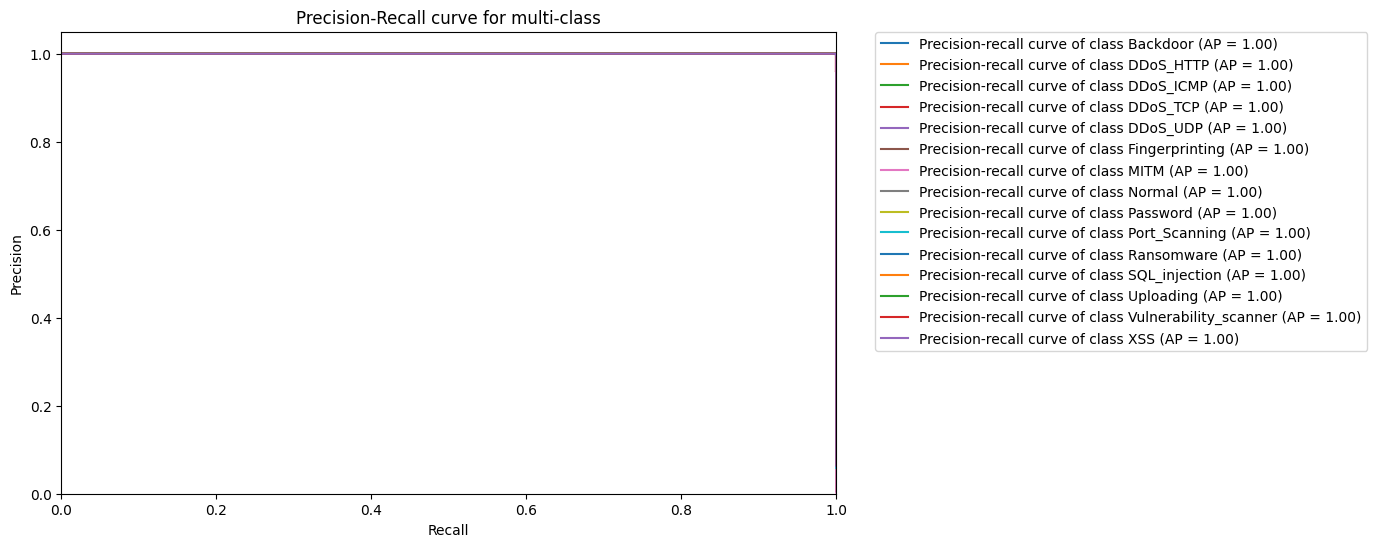 Precision-Recall curve for multi-class
Precision
1.0
0.8
0.6
0.4
0.2
0.0
0.0 0.2 0.4 0.6 0.8 1.0
Recall
Precision-recall curve of class Backdoor (AP = 1.00)
Precision-recall curve of class DDoS_HTTP (AP = 1.00)
Precision-recall curve of class DDoS_ICMP (AP = 1.00)
Precision-recall curve of class DDoS_TCP (AP = 1.00)
Precision-recall curve of class DDoS_UDP (AP = 1.00)
Precision-recall curve of class Fingerprinting (AP = 1.00)
Precision-recall curve of class MITM (AP = 1.00)
Precision-recall curve of class Normal (AP = 1.00)
Precision-recall curve of class Password (AP = 1.00)
Precision-recall curve of class Port_Scanning (AP = 1.00)
Precision-recall curve of class Ransomware (AP = 1.00)
Precision-recall curve of class SQL_injection (AP = 1.00)
Precision-recall curve of class Uploading (AP = 1.00)
Precision-recall curve of class Vulnerability_scanner (AP = 1.00)
Precision-recall curve of class XSS (AP = 1.00)